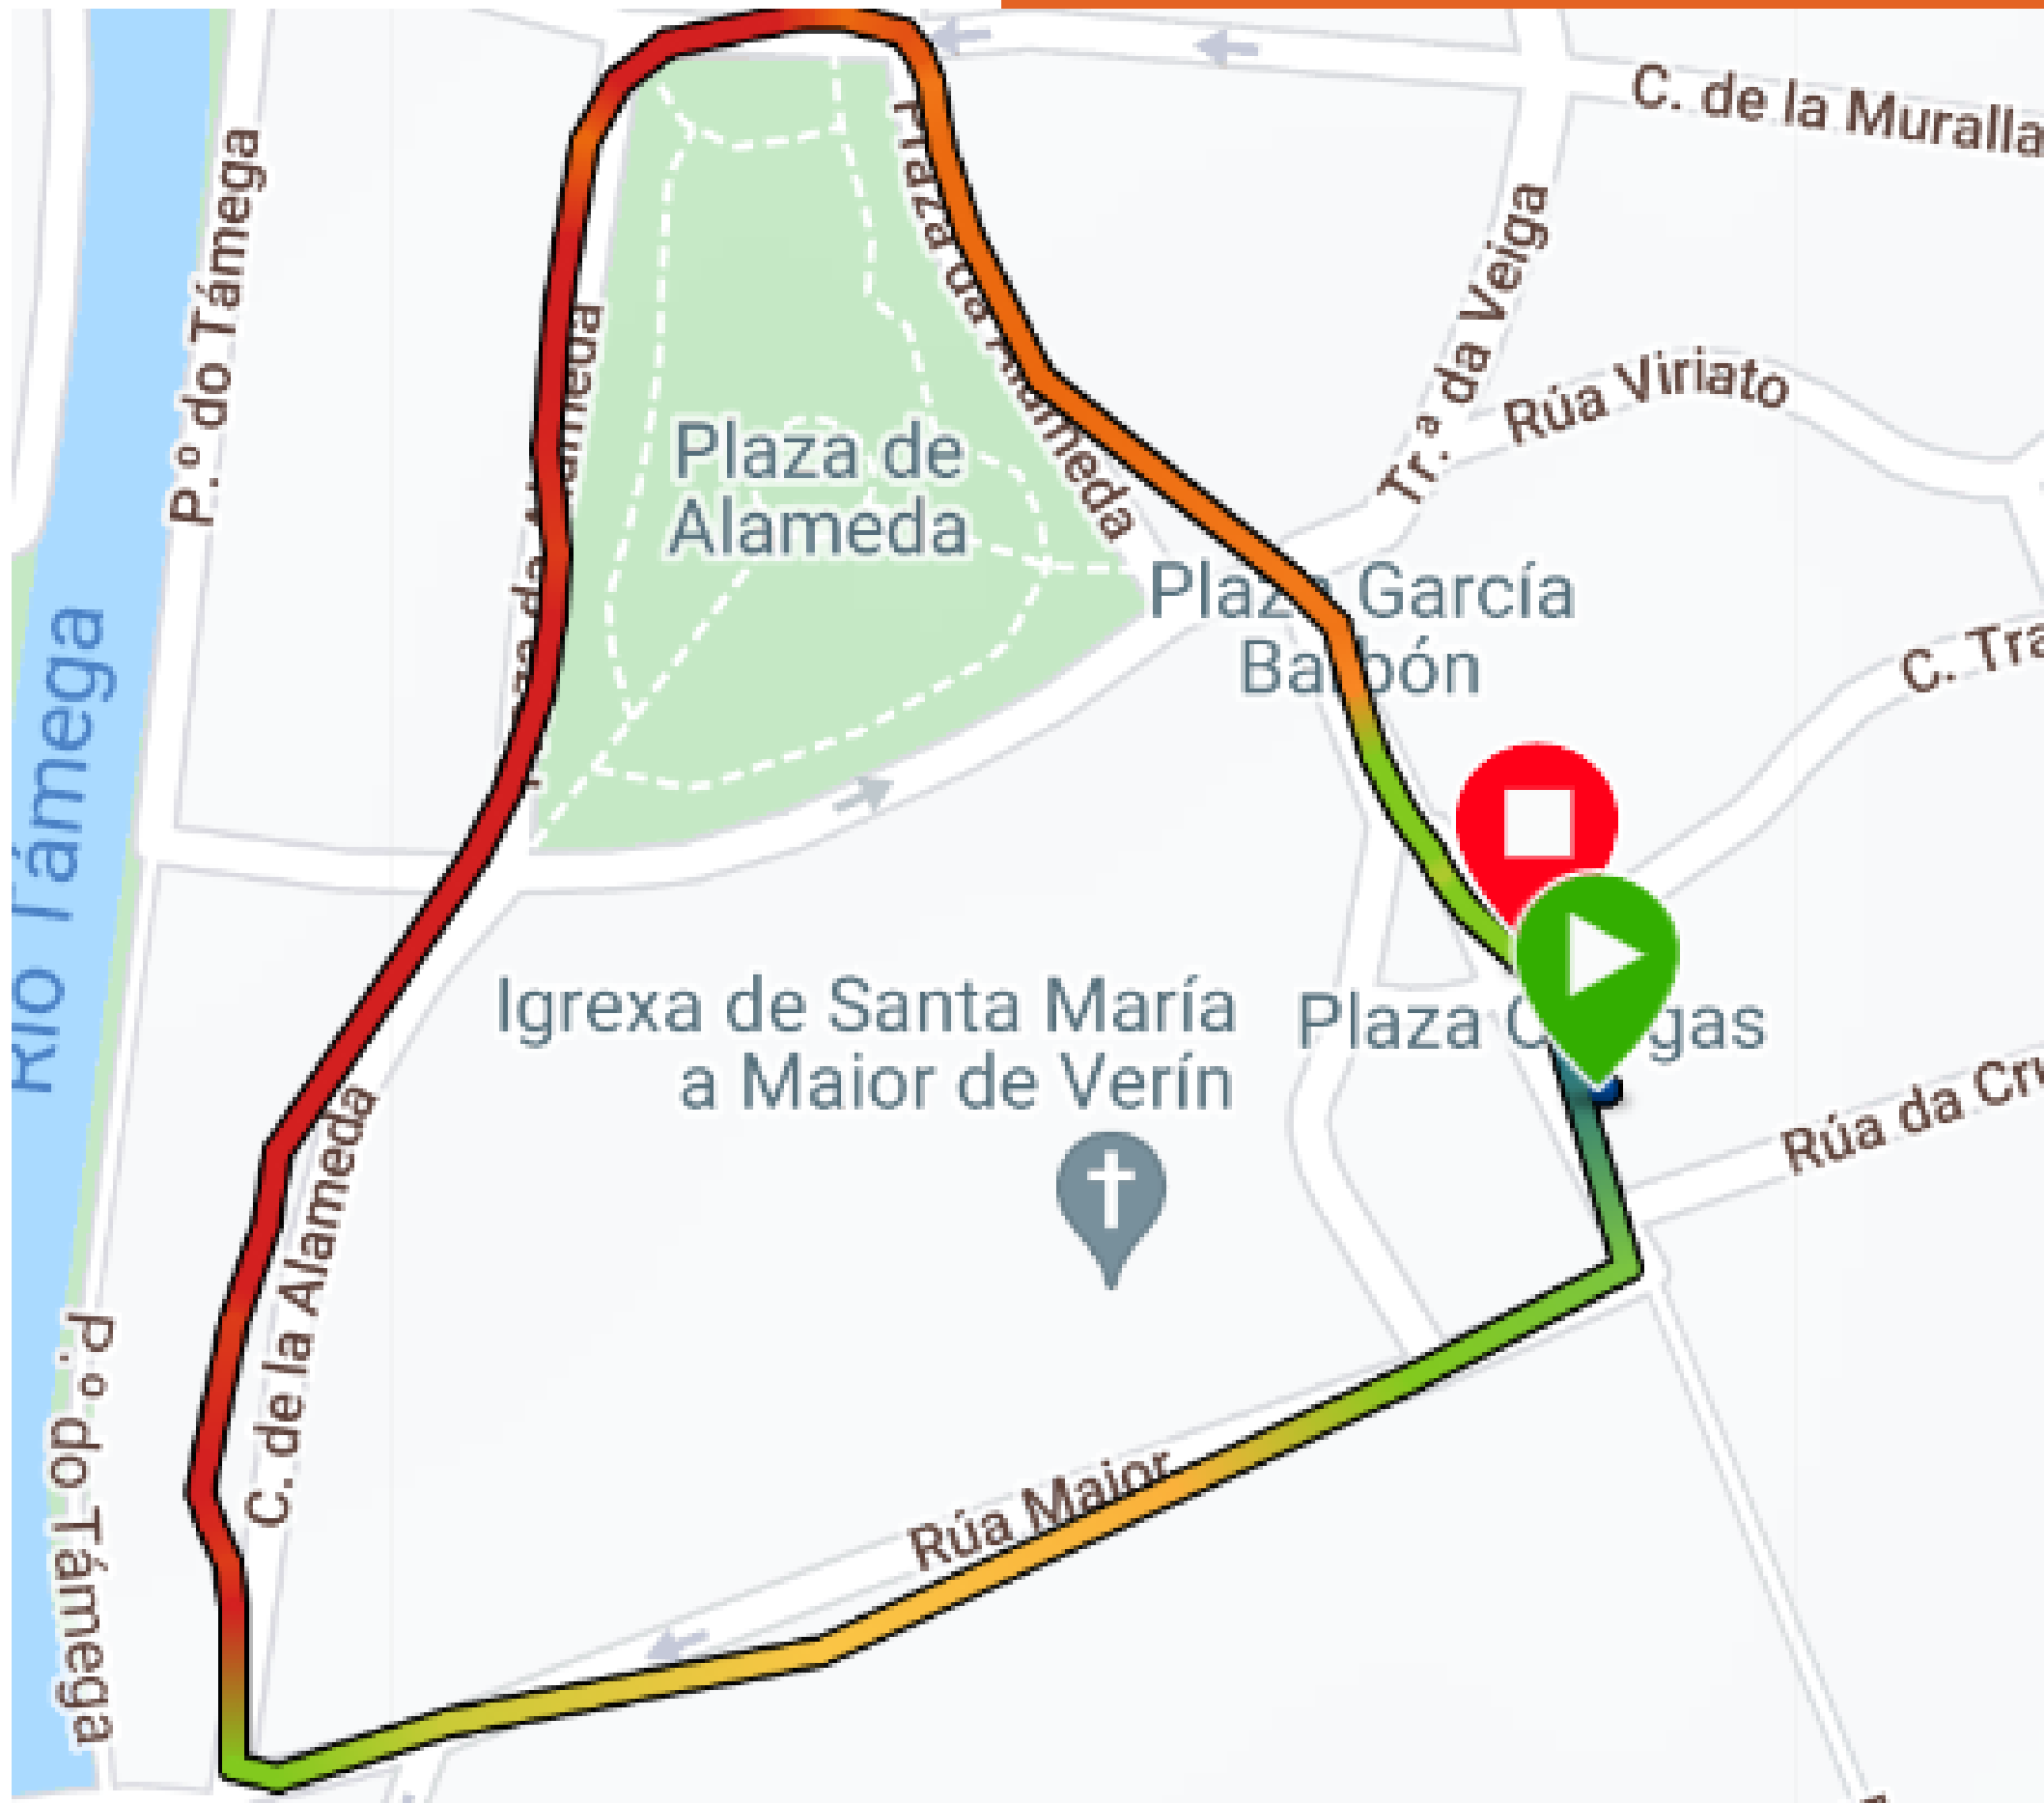 C. de la Muralla
P.º do Támega
Plaza da Alameda
Tr.ª da Veiga
Rúa Viriato
Plaza de
Alameda
Plaza García
Balbón
C. Tra
Río Támega
Igrexa de Santa María
a Maior de Verín
Plaza
Rúa da Cru
C. de la Alameda
P.º do Támega
Rúa Maior